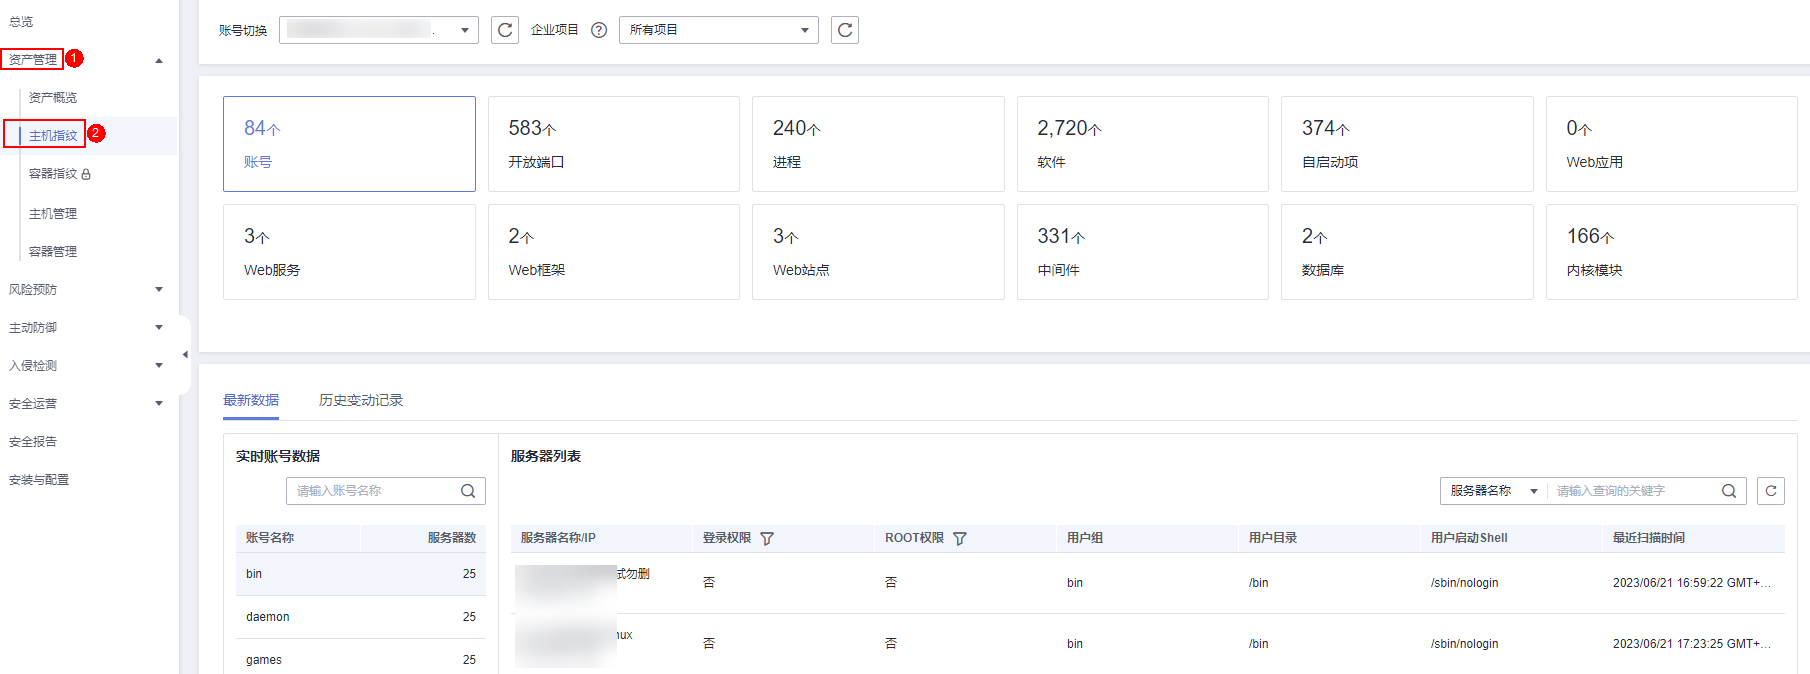 总览
资产管理 1
资产概览
主机指纹 2
容器指纹
主机管理
容器管理
风险预防
主动防御
入侵检测
安全运营
安全报告
安装与配置
账号切换 企业项目 ? 所有项目
84个 583个 240个 2,720个 374个 0个
账号 开放端口 进程 软件 自启动项 Web应用
3个 2个 3个 331个 2个 166个
Web服务 Web框架 Web站点 中间件 数据库 内核模块
最新数据 历史变动记录
实时账号数据
请输入账号名称
账号名称 服务器数
bin 25
daemon 25
games 25
服务器列表
服务器名称 请输入查询的关键字
服务器名称/IP 登录权限 ROOT权限 用户组 用户目录 用户启动Shell 最近扫描时间
试勿删 否 否 bin /bin /sbin/nologin 2023/06/21 16:59:22 GMT+...
nux 否 否 bin /bin /sbin/nologin 2023/06/21 17:23:25 GMT+...